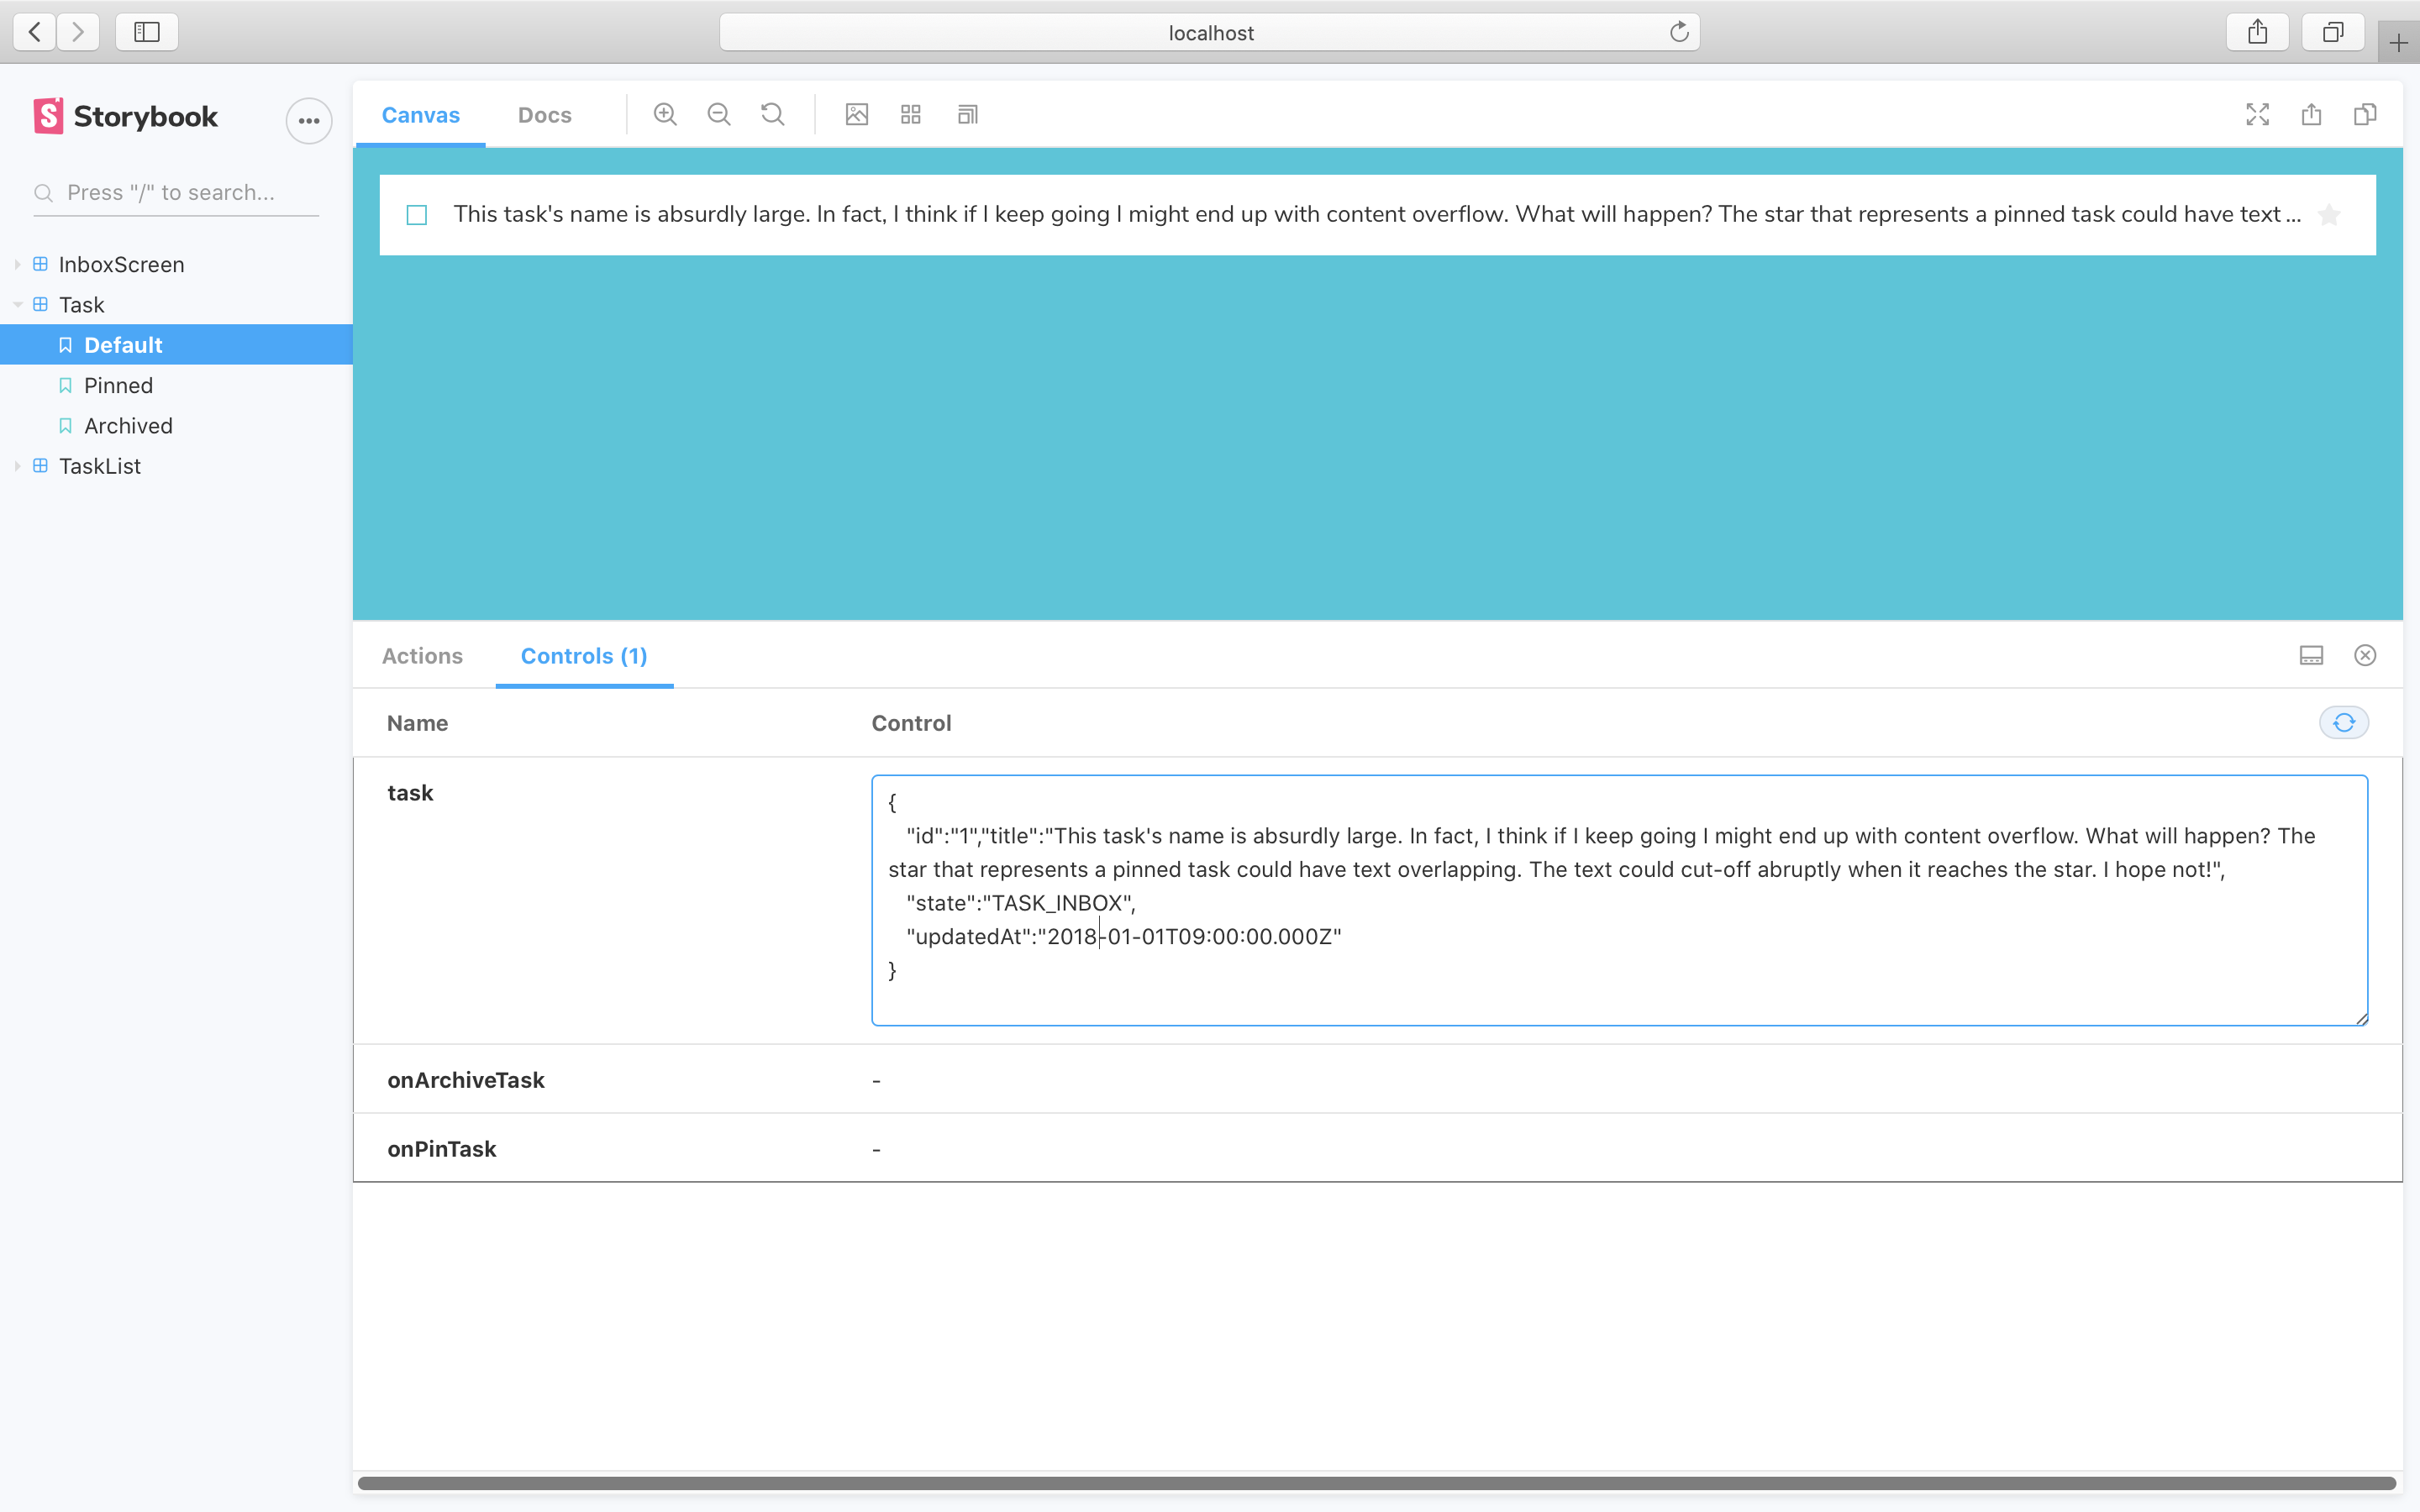 localhost
Storybook
Press "/" to search...
InboxScreen
Task
Default
Pinned
Archived
TaskList
Canvas
Docs
This task's name is absurdly large. In fact, I think if I keep going I might end up with content overflow. What will happen? The star that represents a pinned task could have text ...
Actions
Controls (1)
Name
Control
task
{
"id":"1","title":"This task's name is absurdly large. In fact, I think if I keep going I might end up with content overflow. What will happen? The
star that represents a pinned task could have text overlapping. The text could cut-off abruptly when it reaches the star. I hope not!",
"state":"TASK_INBOX",
"updatedAt":"2018-01-01T09:00:00.000Z"
}
onArchiveTask
-
onPinTask
-